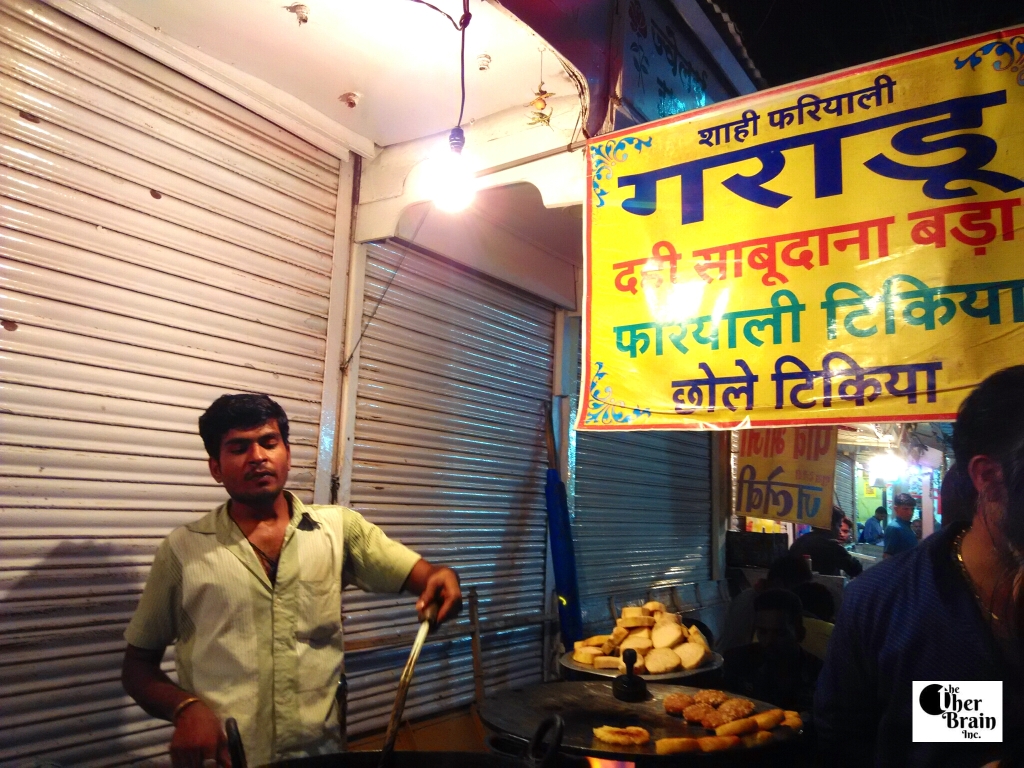 शाही फरियाली
गराडू
दही साबूदाना बड़ा
फरियाली टिकिया
छोले टिकिया
The
Uber
Brain
Inc.